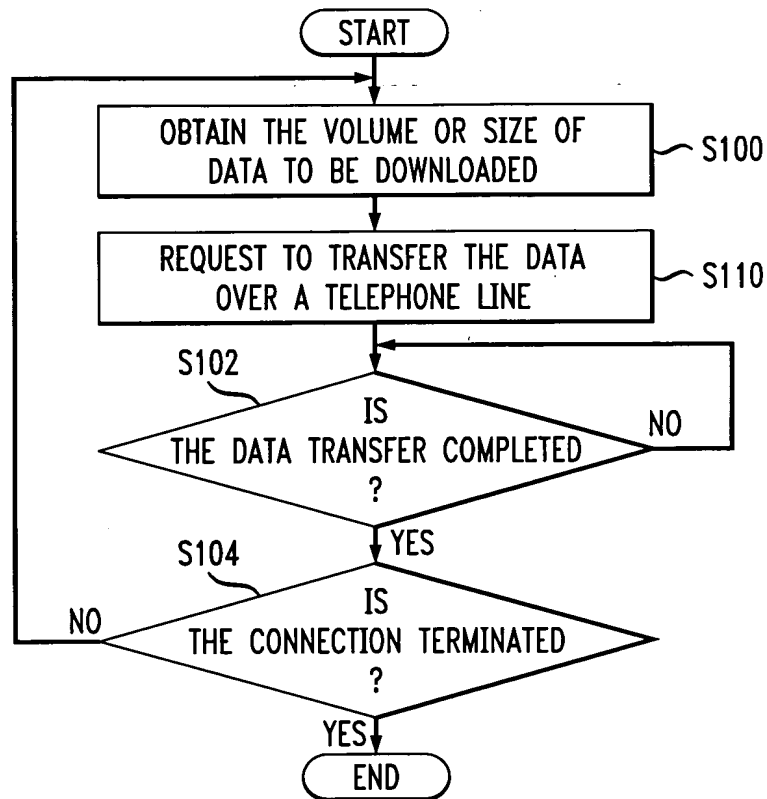 START
OBTAIN THE VOLUME OR SIZE OF
DATA TO BE DOWNLOADED
S100
REQUEST TO TRANSFER THE DATA
OVER A TELEPHONE LINE
S110
S102
IS
THE DATA TRANSFER COMPLETED
?
NO
YES
S104
IS
THE CONNECTION TERMINATED
?
NO
YES
END